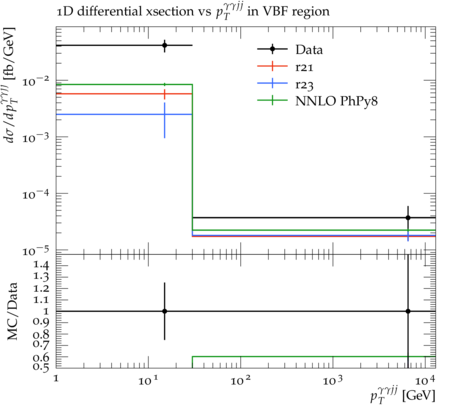 1D differential xsection vs p_T^{γγjj} in VBF region
dσ/dp_T^{γγjj} [fb/GeV]
Data
r21
r23
NNLO PhPy8
10^{−2}
10^{−3}
10^{−4}
10^{−5}
MC/Data
1.4
1.3
1.2
1.1
1
0.9
0.8
0.7
0.6
0.5
1 10^1 10^2 10^3 10^4
p_T^{γγjj} [GeV]